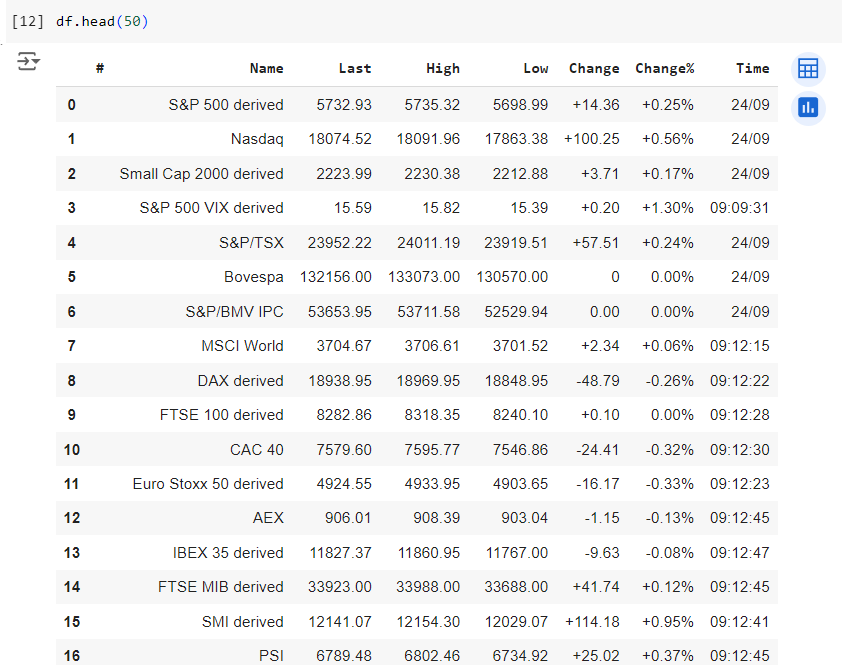 [12] df.head(50)
# Name Last High Low Change Change% Time
0 S&P 500 derived 5732.93 5735.32 5698.99 +14.36 +0.25% 24/09
1 Nasdaq 18074.52 18091.96 17863.38 +100.25 +0.56% 24/09
2 Small Cap 2000 derived 2223.99 2230.38 2212.88 +3.71 +0.17% 24/09
3 S&P 500 VIX derived 15.59 15.82 15.39 +0.20 +1.30% 09:09:31
4 S&P/TSX 23952.22 24011.19 23919.51 +57.51 +0.24% 24/09
5 Bovespa 132156.00 133073.00 130570.00 0 0.00% 24/09
6 S&P/BMV IPC 53653.95 53711.58 52529.94 0.00 0.00% 24/09
7 MSCI World 3704.67 3706.61 3701.52 +2.34 +0.06% 09:12:15
8 DAX derived 18938.95 18969.95 18848.95 -48.79 -0.26% 09:12:22
9 FTSE 100 derived 8282.86 8318.35 8240.10 +0.10 0.00% 09:12:28
10 CAC 40 7579.60 7595.77 7546.86 -24.41 -0.32% 09:12:30
11 Euro Stoxx 50 derived 4924.55 4933.95 4903.65 -16.17 -0.33% 09:12:23
12 AEX 906.01 908.39 903.04 -1.15 -0.13% 09:12:45
13 IBEX 35 derived 11827.37 11860.95 11767.00 -9.63 -0.08% 09:12:47
14 FTSE MIB derived 33923.00 33988.00 33688.00 +41.74 +0.12% 09:12:45
15 SMI derived 12141.07 12154.30 12029.07 +114.18 +0.95% 09:12:41
16 PSI 6789.48 6802.46 6734.92 +25.02 +0.37% 09:12:45